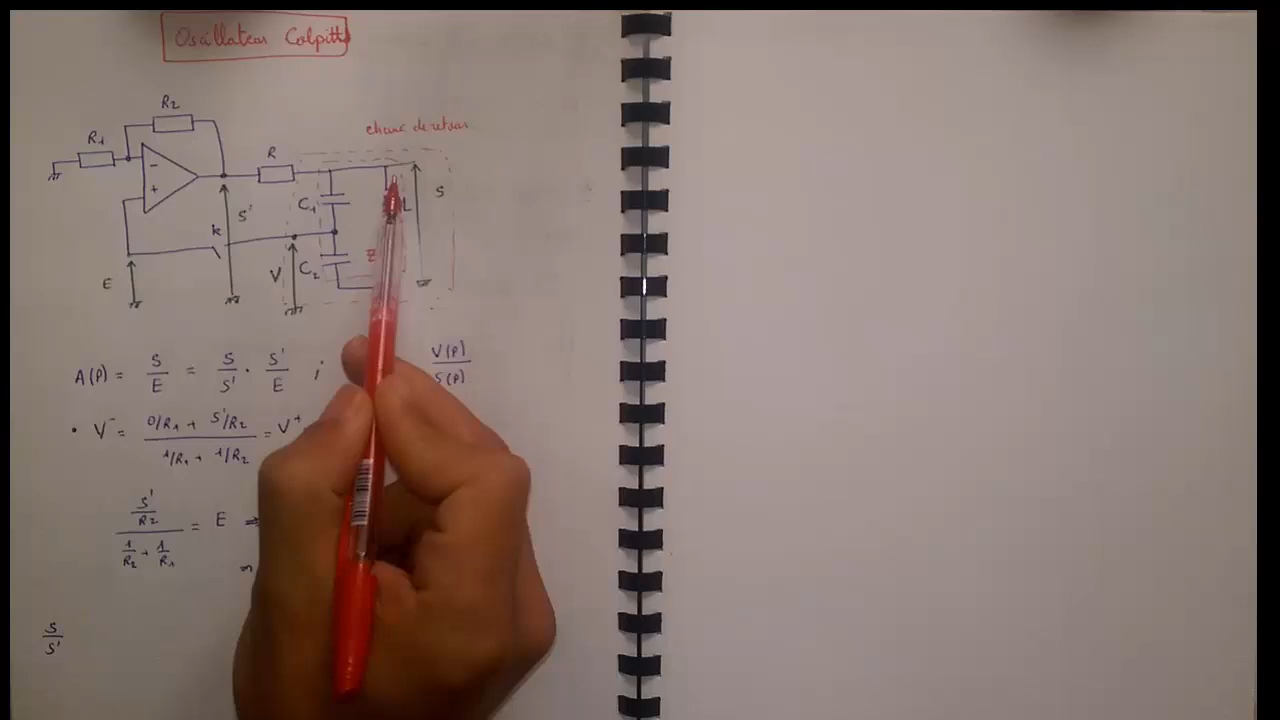 Oscillateur Colpitts
R2
R1
chaine de retour
R
S
C1
L
S'
k
Z
V
C2
E
A(p) = S/E = S/S' · S'/E ; V(p)/S(p)
• V⁻ = (0/R1 + S'/R2)/(1/R1 + 1/R2) = V⁺
(S'/R2)/(1/R2 + 1/R1) = E ⇒
S/S'